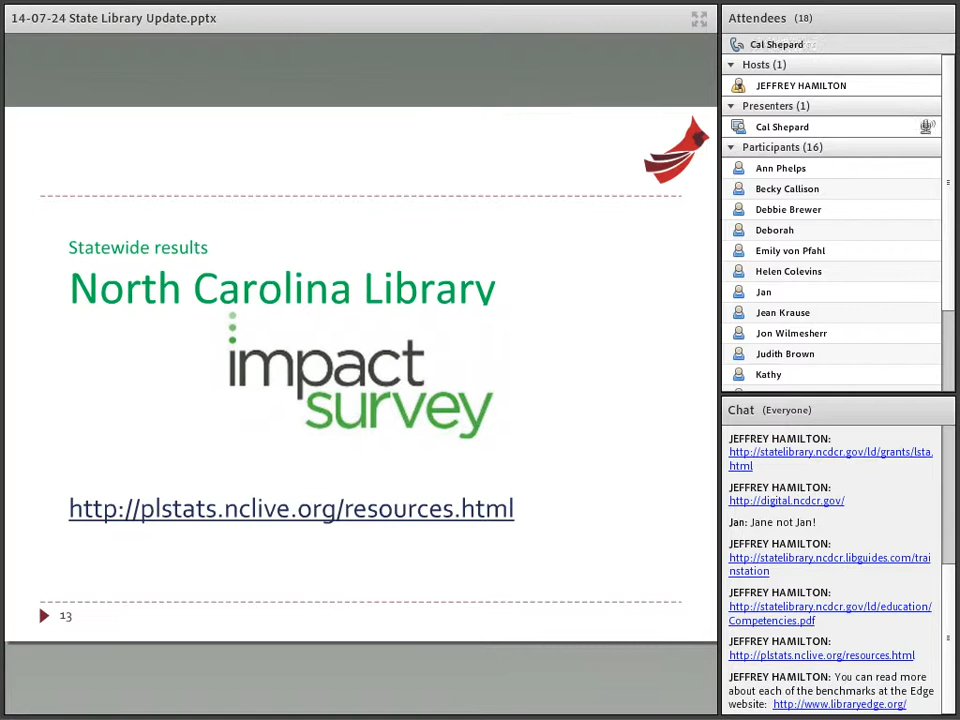 14-07-24 State Library Update.pptx
Statewide results
North Carolina Library
impact
survey
http://plstats.nclive.org/resources.html
13
Attendees (18)
Cal Shepard
Hosts (1)
JEFFREY HAMILTON
Presenters (1)
Cal Shepard
Participants (16)
Ann Phelps
Becky Callison
Debbie Brewer
Deborah
Emily von Pfahl
Helen Colevins
Jan
Jean Krause
Jon Wilmesherr
Judith Brown
Kathy
Chat (Everyone)
JEFFREY HAMILTON:
http://statelibrary.ncdcr.gov/ld/grants/lsta.
html
JEFFREY HAMILTON:
http://digital.ncdcr.gov/
Jan: Jane not Jan!
JEFFREY HAMILTON:
http://statelibrary.ncdcr.libguides.com/trai
nstation
JEFFREY HAMILTON:
http://statelibrary.ncdcr.gov/ld/education/
Competencies.pdf
JEFFREY HAMILTON:
http://plstats.nclive.org/resources.html
JEFFREY HAMILTON: You can read more
about each of the benchmarks at the Edge
website: http://www.libraryedge.org/